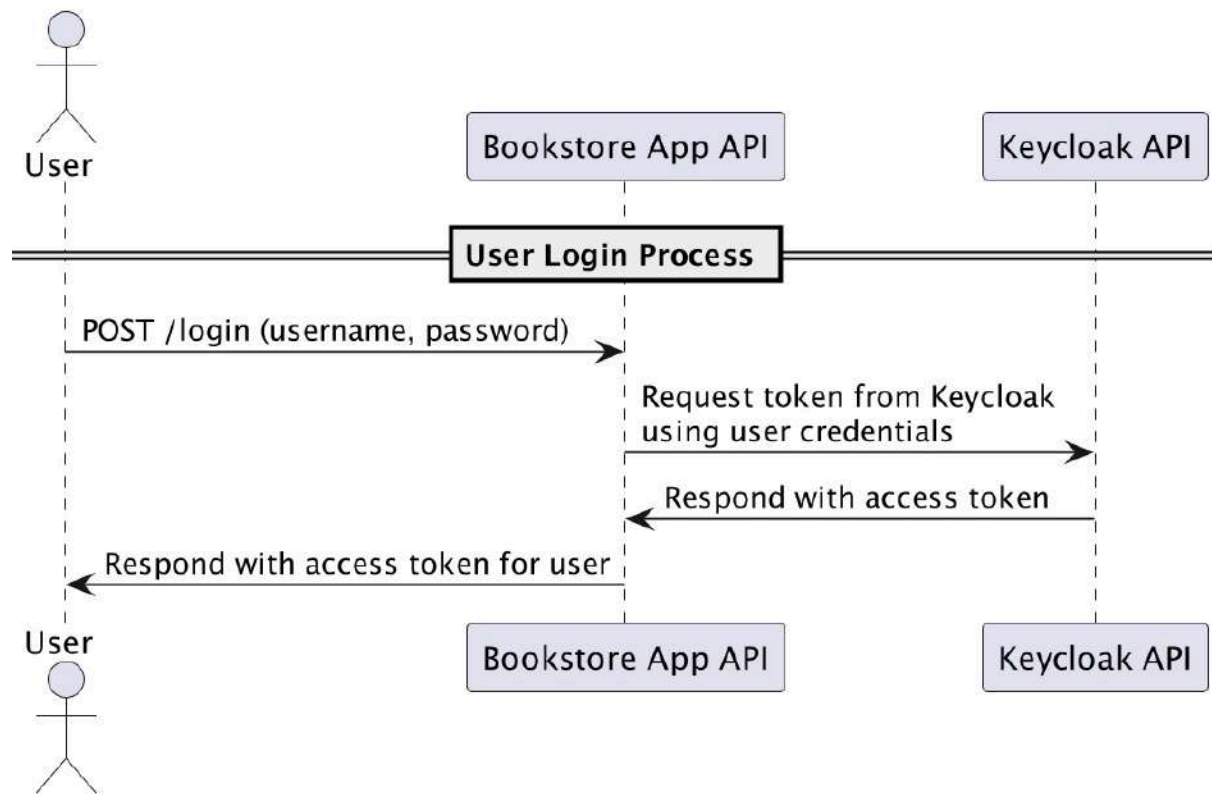 User
Bookstore App API
Keycloak API
User Login Process
POST /login (username, password)
Request token from Keycloak
using user credentials
Respond with access token
Respond with access token for user
User
Bookstore App API
Keycloak API